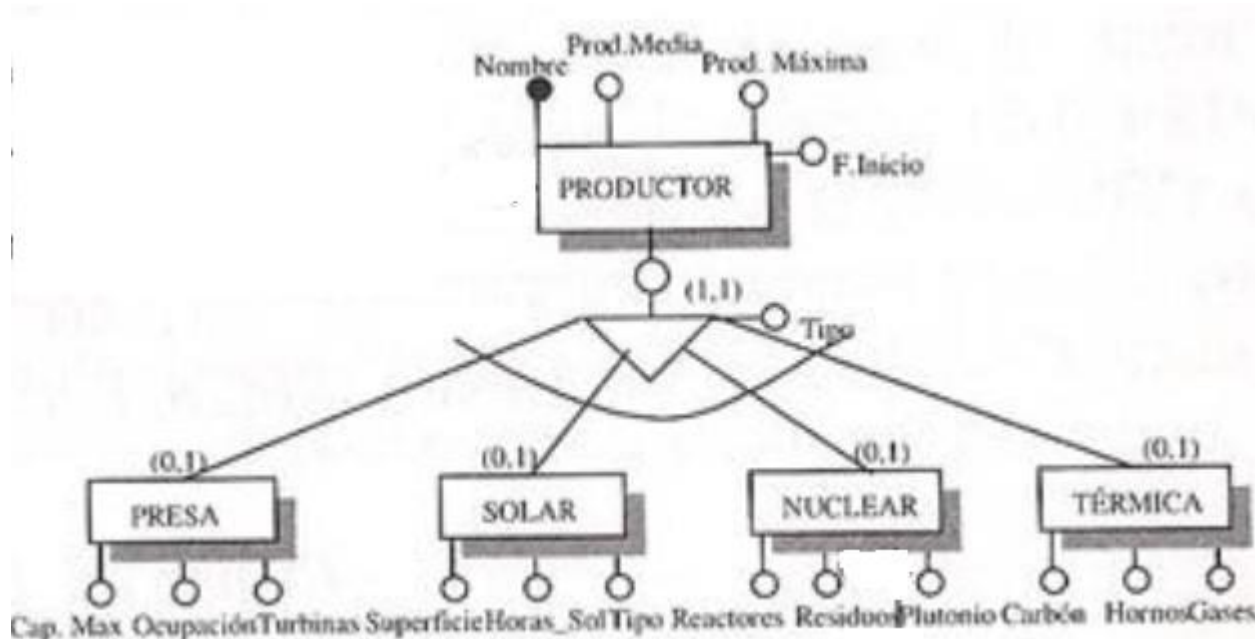 Prod.Media
Nombre
Prod. Máxima
F.Inicio
PRODUCTOR
(1,1)
Tipo
(0,1) (0,1) (0,1) (0,1)
PRESA SOLAR NUCLEAR TÉRMICA
Cap. Max Ocupación Turbinas Superficie Horas_Sol Tipo Reactores Residuos Plutonio Carbón Hornos Gases